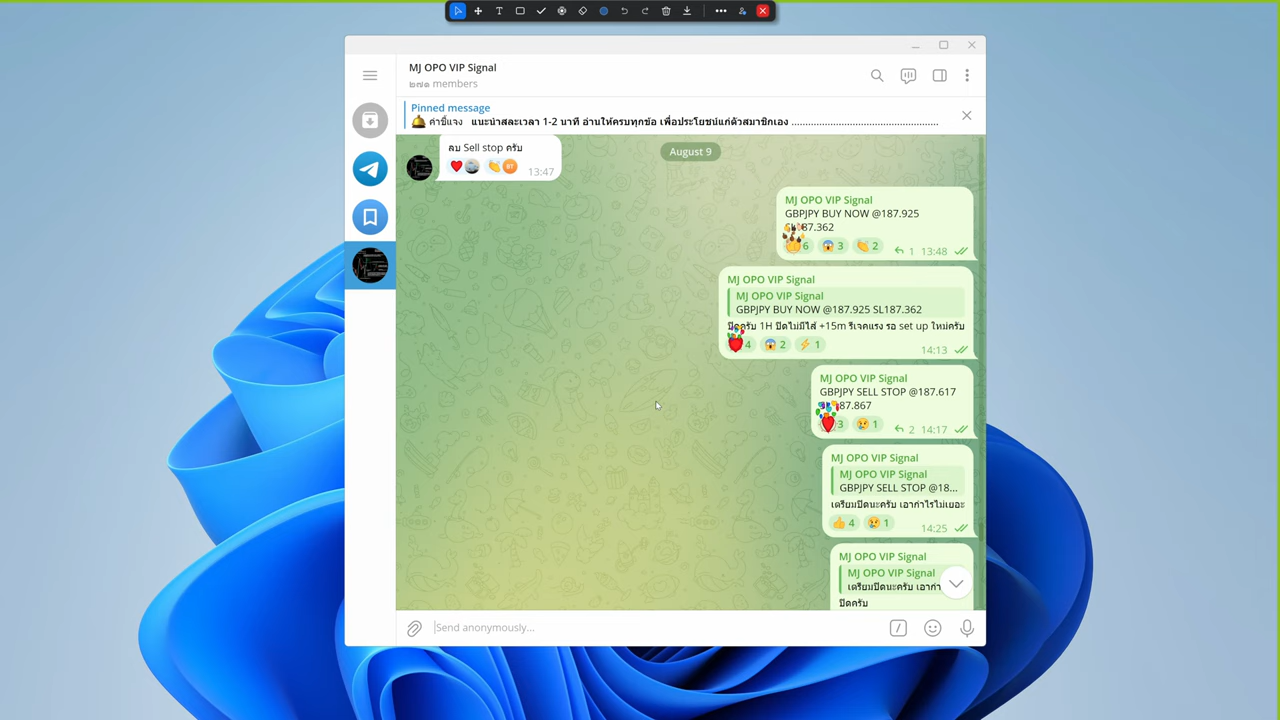 MJ OPO VIP Signal
๒๗๑ members
Pinned message
คำชี้แจง แนะนำสละเวลา 1-2 นาที อ่านให้ครบทุกข้อ เพื่อประโยชน์แก่ตัวสมาชิกเอง
ลบ Sell stop ครับ
13:47
August 9
MJ OPO VIP Signal
GBPJPY BUY NOW @187.925
87.362
6 3 2 1 13:48
MJ OPO VIP Signal
MJ OPO VIP Signal
GBPJPY BUY NOW @187.925 SL187.362
ปิดครับ 1H ปิดไม่มีไส้ +15m รีเจคแรง รอ set up ใหม่ครับ
4 2 1 14:13
MJ OPO VIP Signal
GBPJPY SELL STOP @187.617
87.867
3 1 2 14:17
MJ OPO VIP Signal
MJ OPO VIP Signal
GBPJPY SELL STOP @18...
เตรียมปิดนะครับ เอากำไรไม่เยอะ
4 1 14:25
MJ OPO VIP Signal
MJ OPO VIP Signal
เตรียมปิดนะครับ
ปิดครับ
Send anonymously...